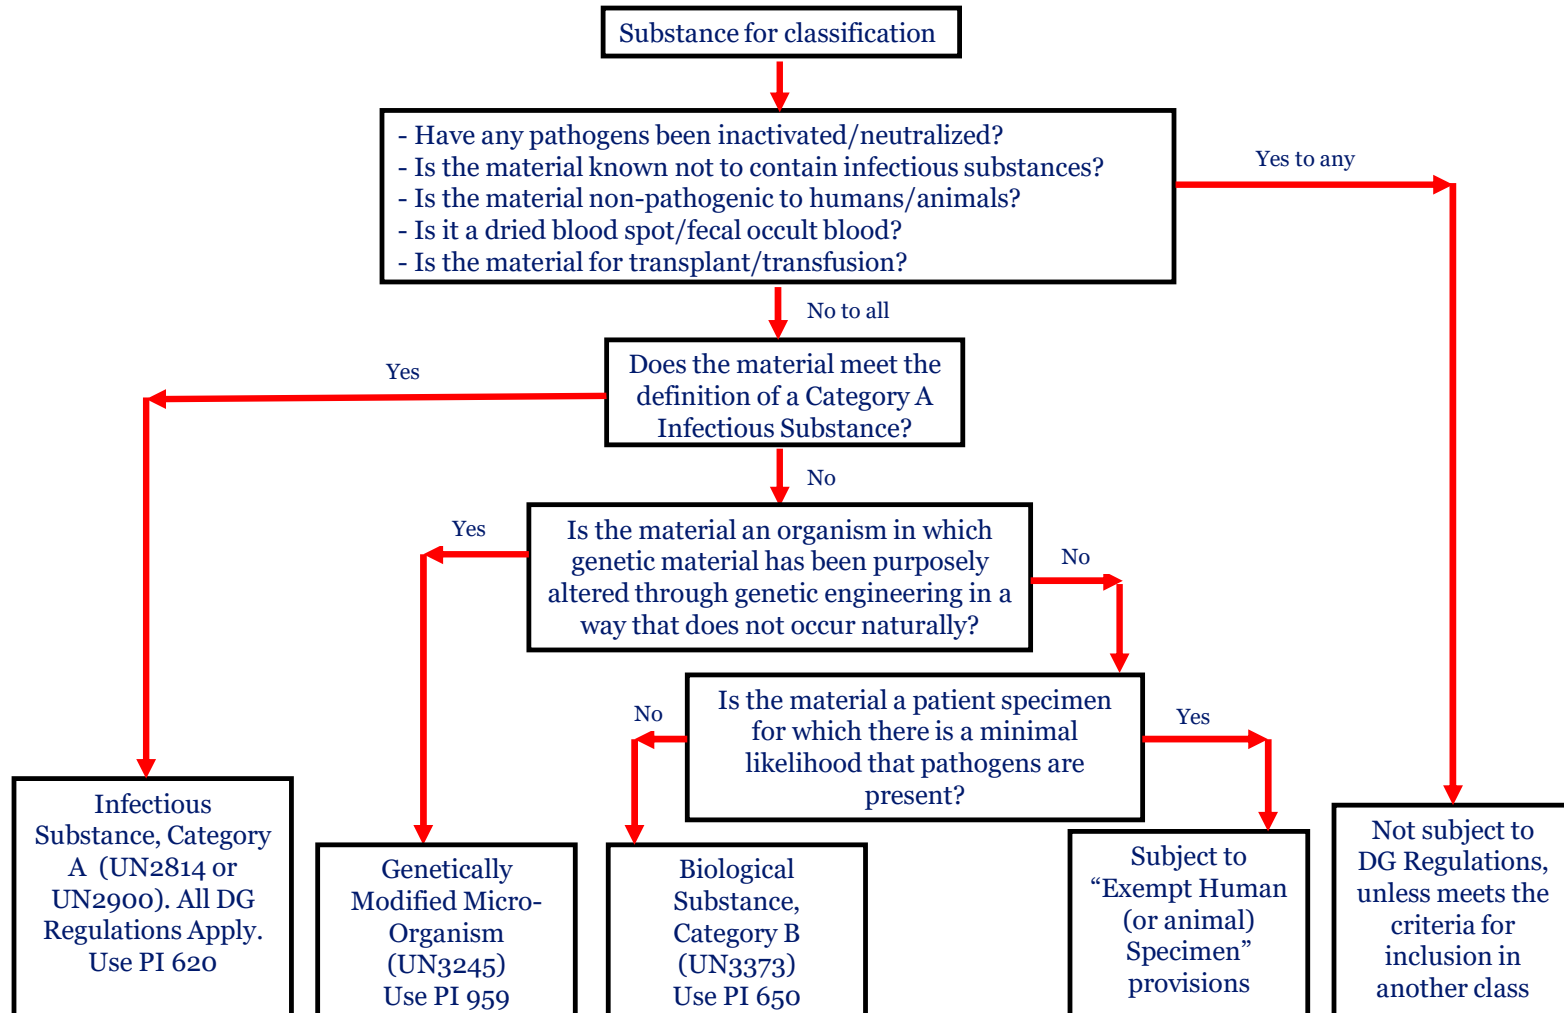 Substance for classification
- Have any pathogens been inactivated/neutralized?
- Is the material known not to contain infectious substances?
- Is the material non-pathogenic to humans/animals?
- Is it a dried blood spot/fecal occult blood?
- Is the material for transplant/transfusion?
Yes to any
No to all
Does the material meet the
definition of a Category A
Infectious Substance?
Yes
No
Is the material an organism in which
genetic material has been purposely
altered through genetic engineering in a
way that does not occur naturally?
Yes
No
Is the material a patient specimen
for which there is a minimal
likelihood that pathogens are
present?
No
Yes
Infectious
Substance, Category
A (UN2814 or
UN2900). All DG
Regulations Apply.
Use PI 620
Genetically
Modified Micro-
Organism
(UN3245)
Use PI 959
Biological
Substance,
Category B
(UN3373)
Use PI 650
Subject to
“Exempt Human
(or animal)
Specimen”
provisions
Not subject to
DG Regulations,
unless meets the
criteria for
inclusion in
another class